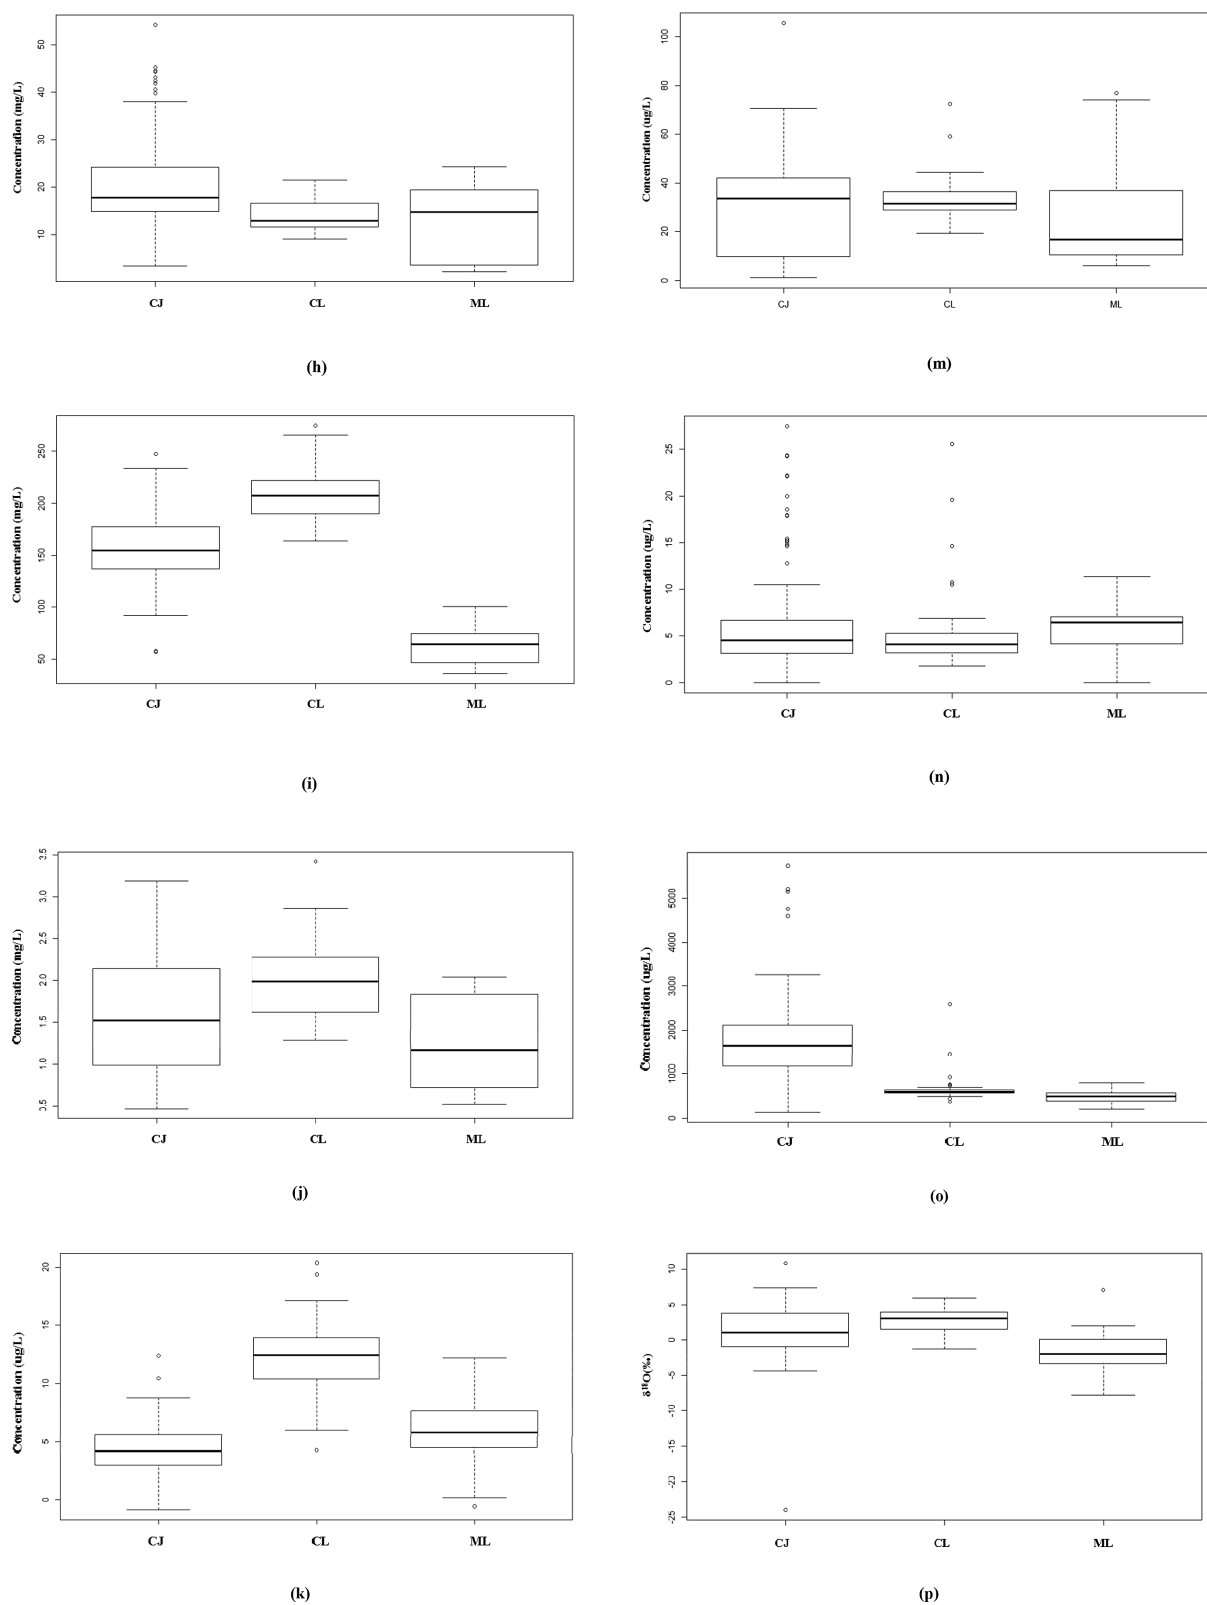 50
40
30
20
10
Concentration (mg/L)
CJ CL ML
(h)
100
80
60
40
20
0
Concentration (ug/L)
CJ CL ML
(m)
250
200
150
100
50
Concentration (mg/L)
CJ CL ML
(i)
25
20
15
10
5
0
Concentration (ug/L)
CJ CL ML
(n)
3.5
3.0
2.5
2.0
1.5
1.0
0.5
Concentration (mg/L)
CJ CL ML
(j)
5000
4000
3000
2000
1000
0
Concentration (ug/L)
CJ CL ML
(o)
20
15
10
5
0
Concentration (ug/L)
CJ CL ML
(k)
10
5
0
-5
-10
-15
-20
-25
δ¹⁸O(‰)
CJ CL ML
(p)